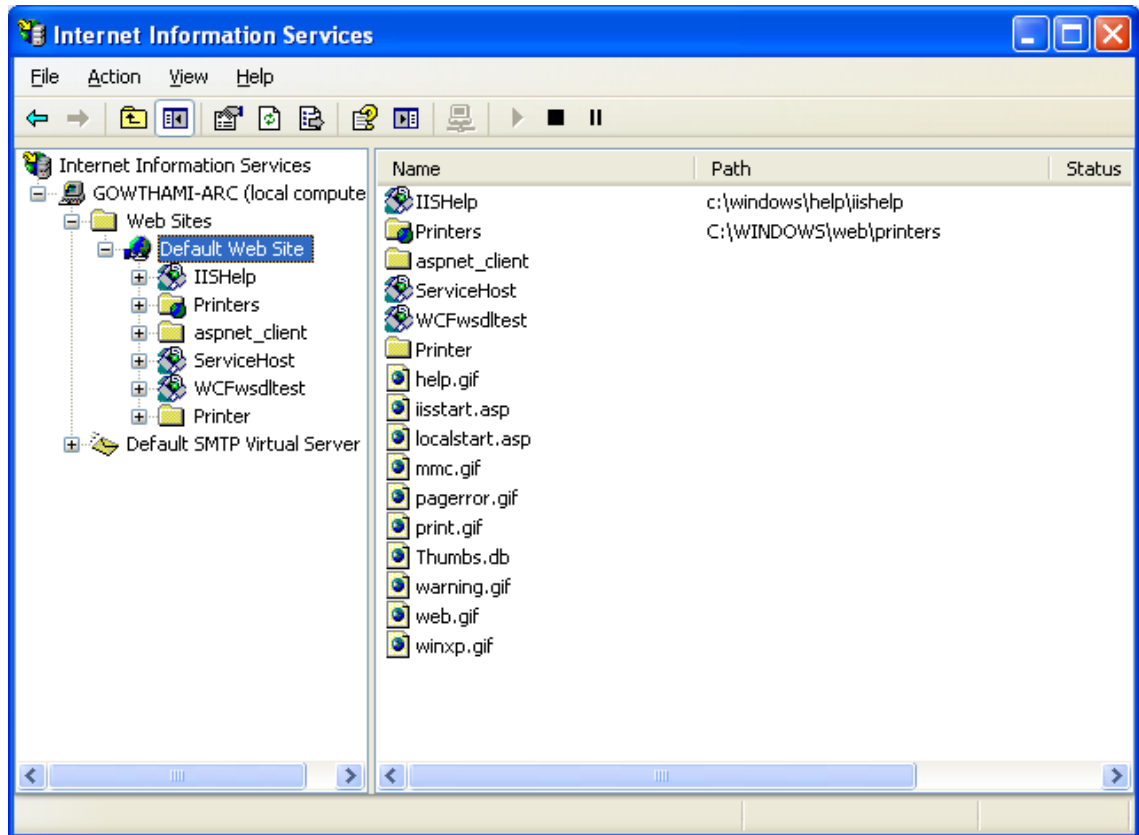 Internet Information Services
File Action View Help
Internet Information Services
GOWTHAMI-ARC (local compute
Web Sites
Default Web Site
IISHelp
Printers
aspnet_client
ServiceHost
WCFwsdltest
Printer
Default SMTP Virtual Server
Name Path Status
IISHelp c:\windows\help\iishelp
Printers C:\WINDOWS\web\printers
aspnet_client
ServiceHost
WCFwsdltest
Printer
help.gif
iisstart.asp
localstart.asp
mmc.gif
pagerror.gif
print.gif
Thumbs.db
warning.gif
web.gif
winxp.gif